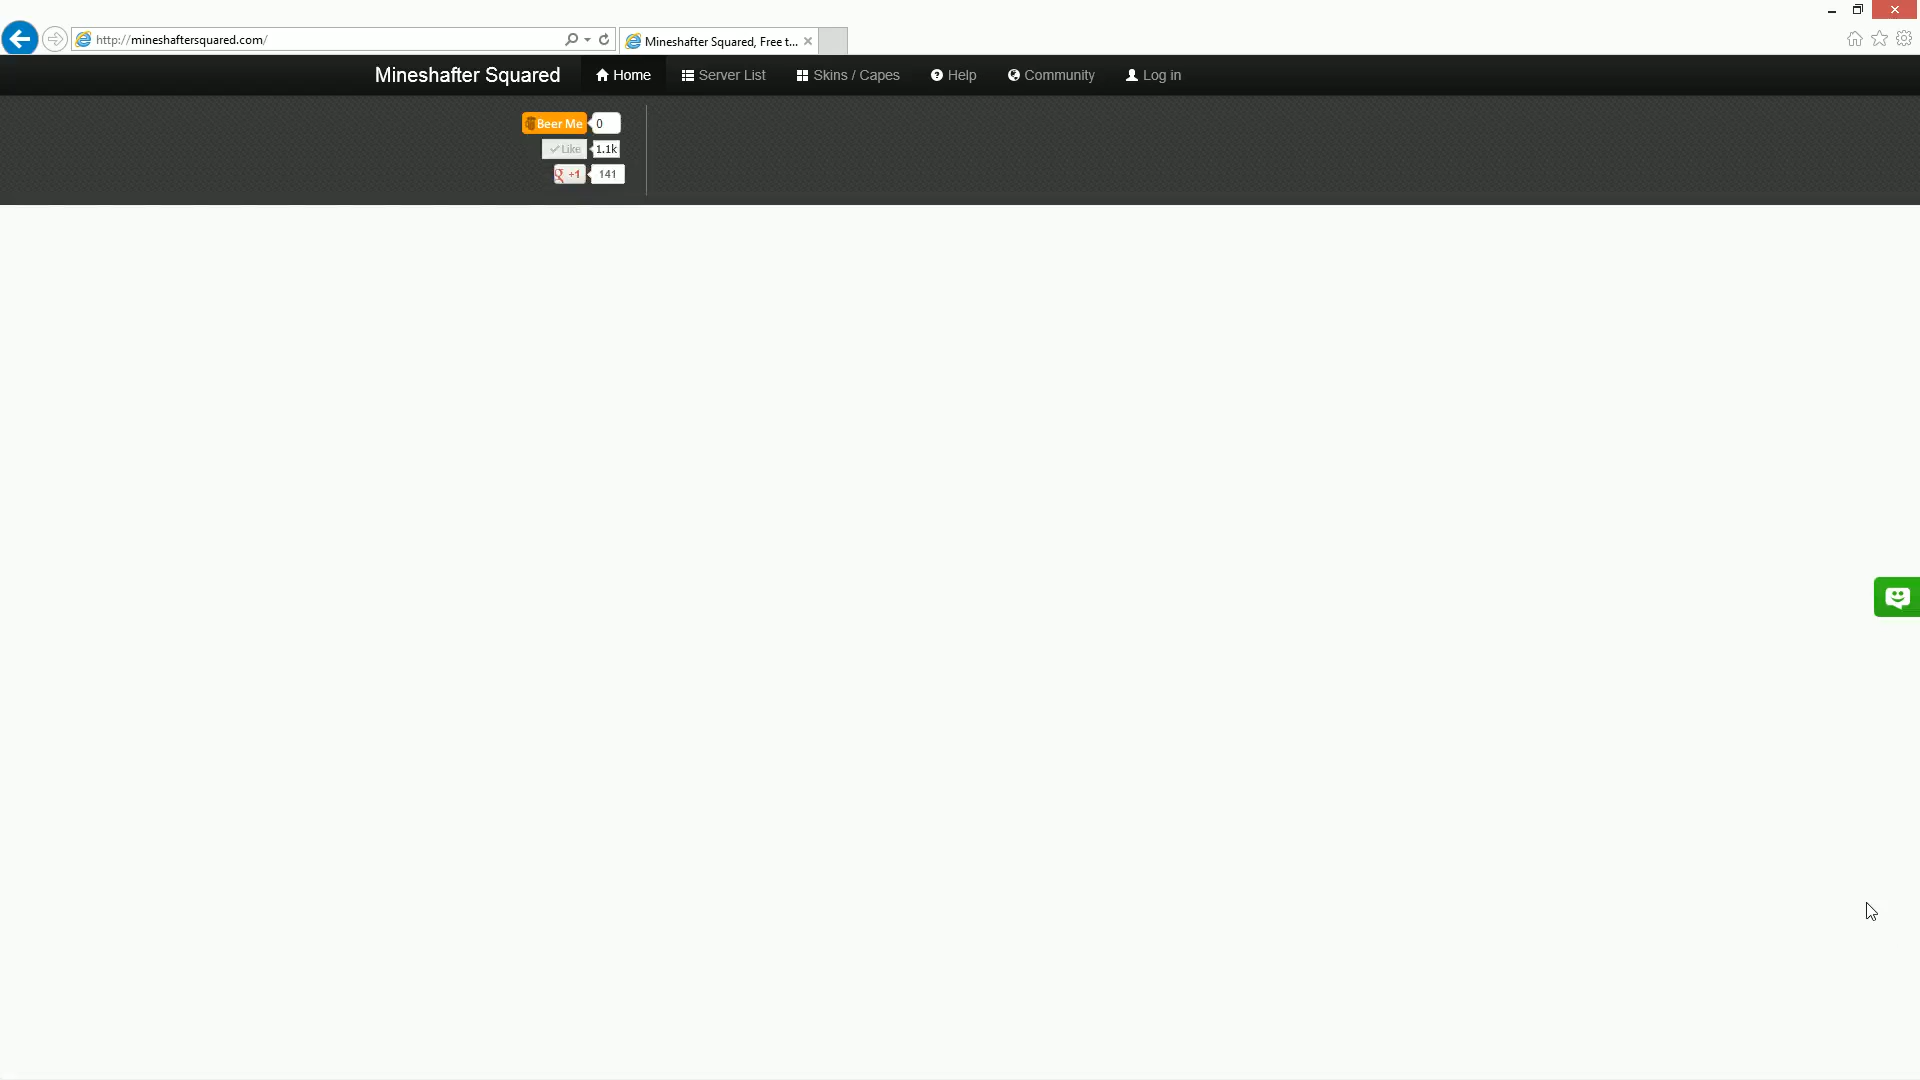 http://mineshaftersquared.com/
Mineshafter Squared, Free t...
Mineshafter Squared
Home
Server List
Skins / Capes
Help
Community
Log in
Beer Me
0
Like
1.1k
g +1
141